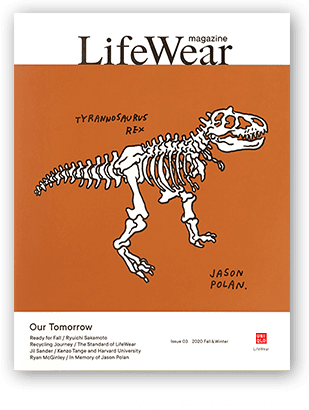 LifeWear magazine
TYRANNOSAURUS
REX
JASON
POLAN.
Our Tomorrow
Ready for Fall / Ryuichi Sakamoto
Recycling Journey / The Standard of LifeWear
Jil Sander / Kenzo Tange and Harvard University
Ryan McGinley / In Memory of Jason Polan
Issue 03 2020 Fall & Winter
UNI
QLO
LifeWear